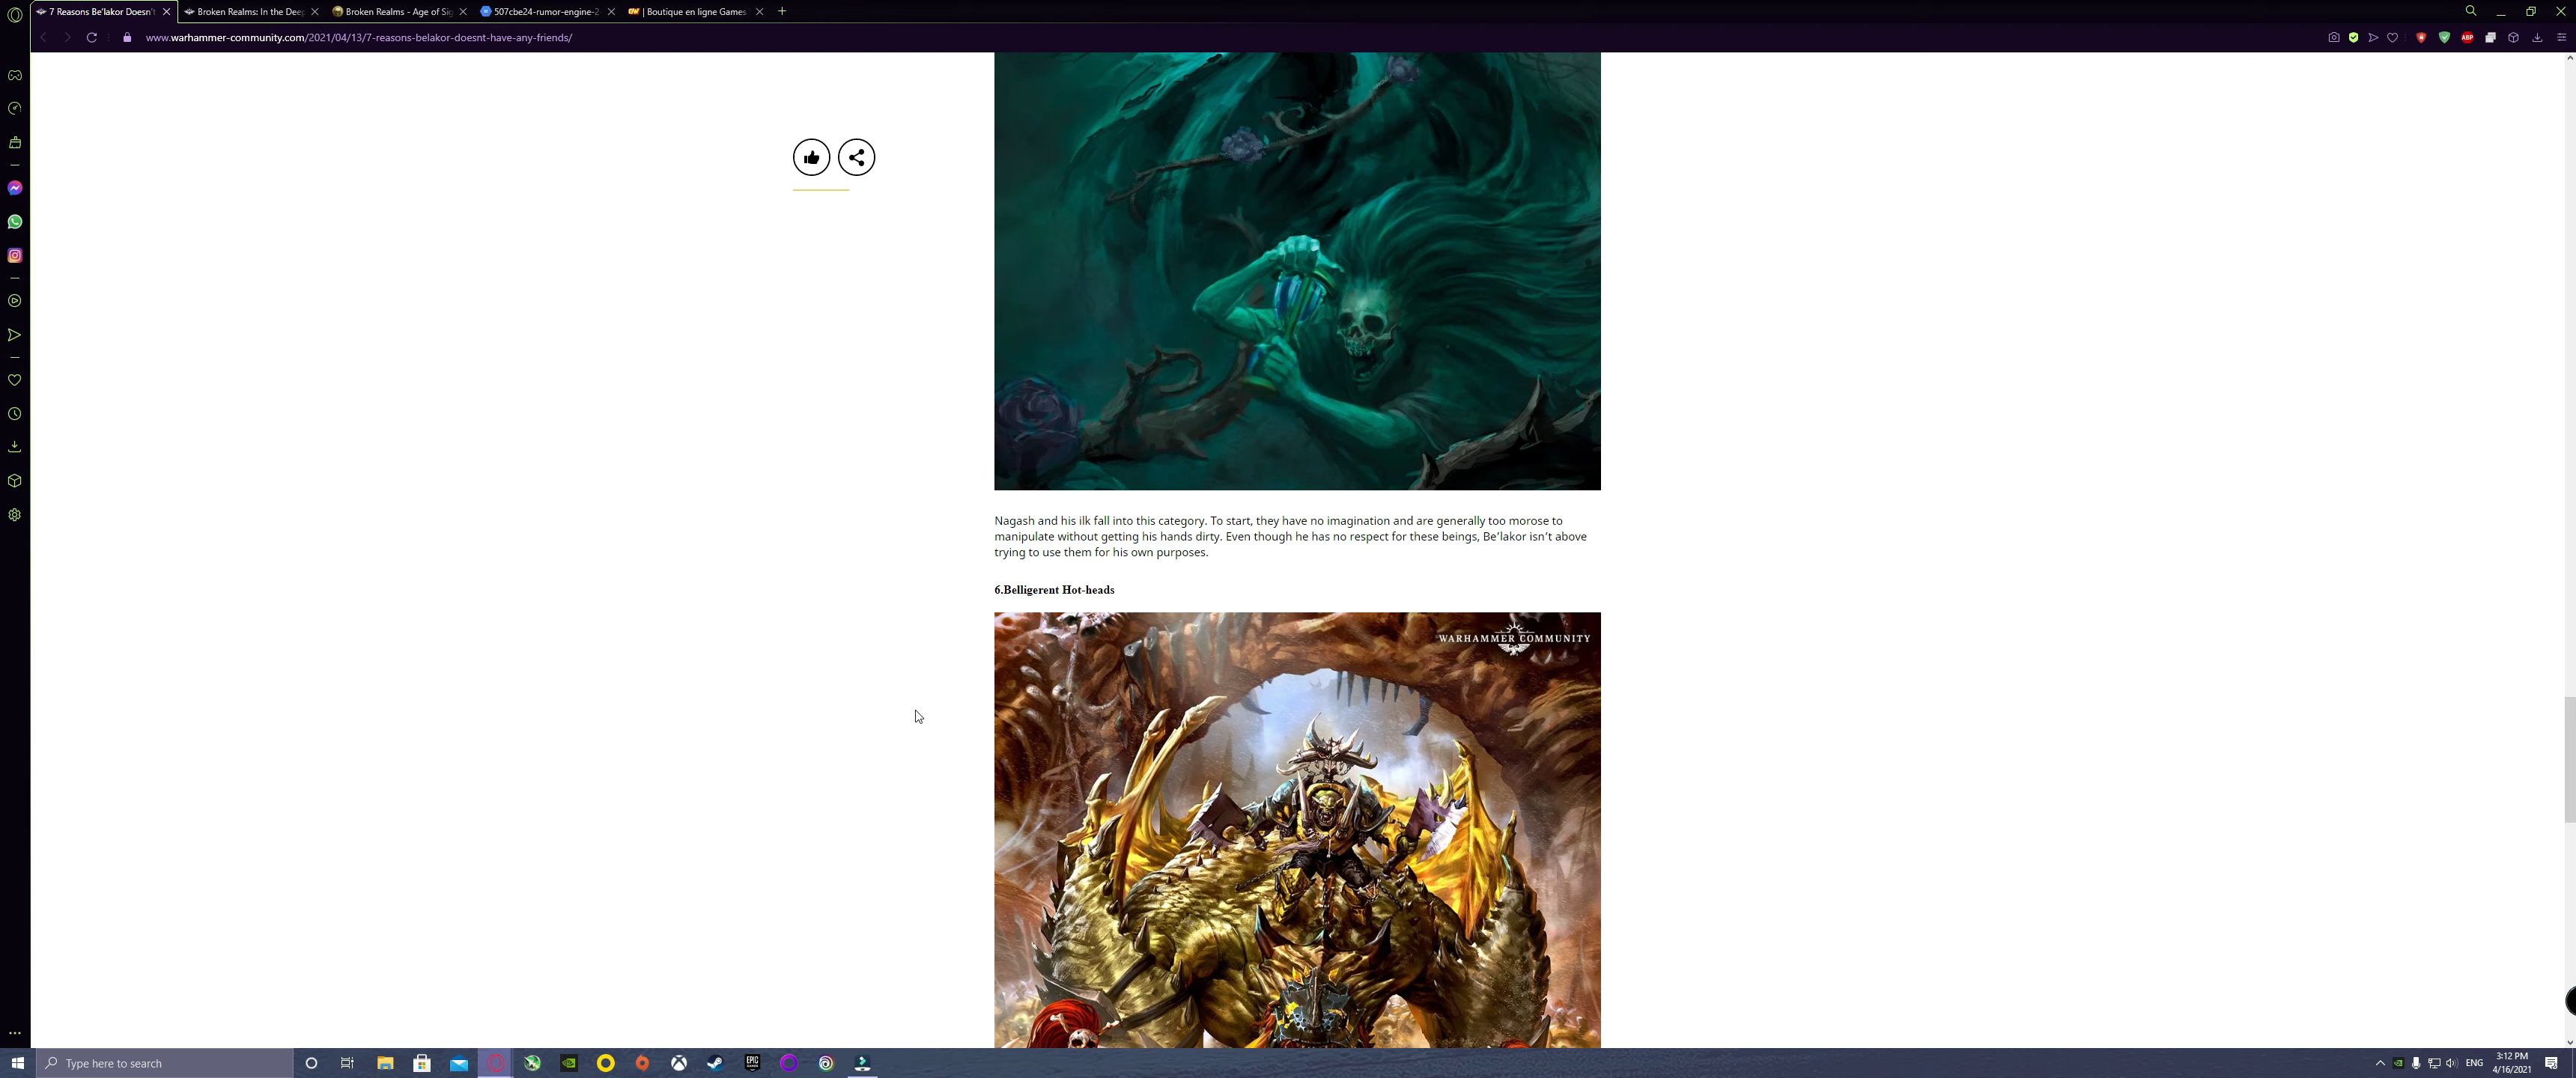 7 Reasons Be'lakor Doesn't
Broken Realms: In the Deep
Broken Realms - Age of Sig
507cbe24-rumor-engine-2
GW | Boutique en ligne Games
www.warhammer-community.com/2021/04/13/7-reasons-belakor-doesnt-have-any-friends/
ABP
Nagash and his ilk fall into this category. To start, they have no imagination and are generally too morose to
manipulate without getting his hands dirty. Even though he has no respect for these beings, Be'lakor isn't above
trying to use them for his own purposes.
6.Belligerent Hot-heads
WARHAMMER COMMUNITY
Type here to search
EPIC
GAMES
ENG
3:12 PM
4/16/2021